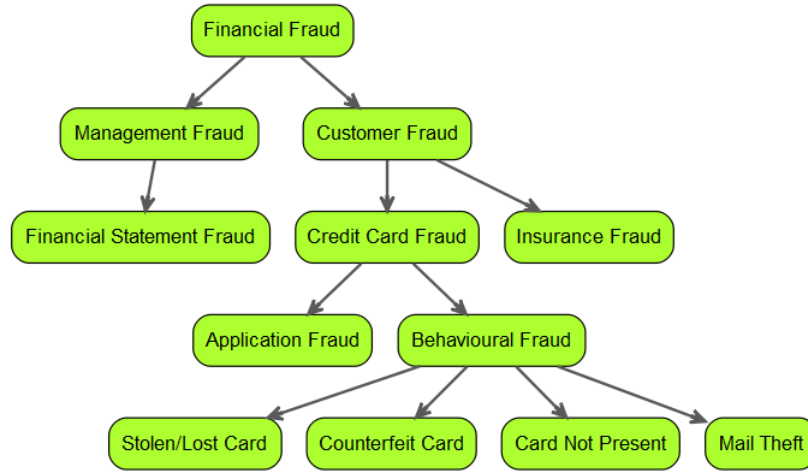 Financial Fraud
Management Fraud
Customer Fraud
Financial Statement Fraud
Credit Card Fraud
Insurance Fraud
Application Fraud
Behavioural Fraud
Stolen/Lost Card
Counterfeit Card
Card Not Present
Mail Theft